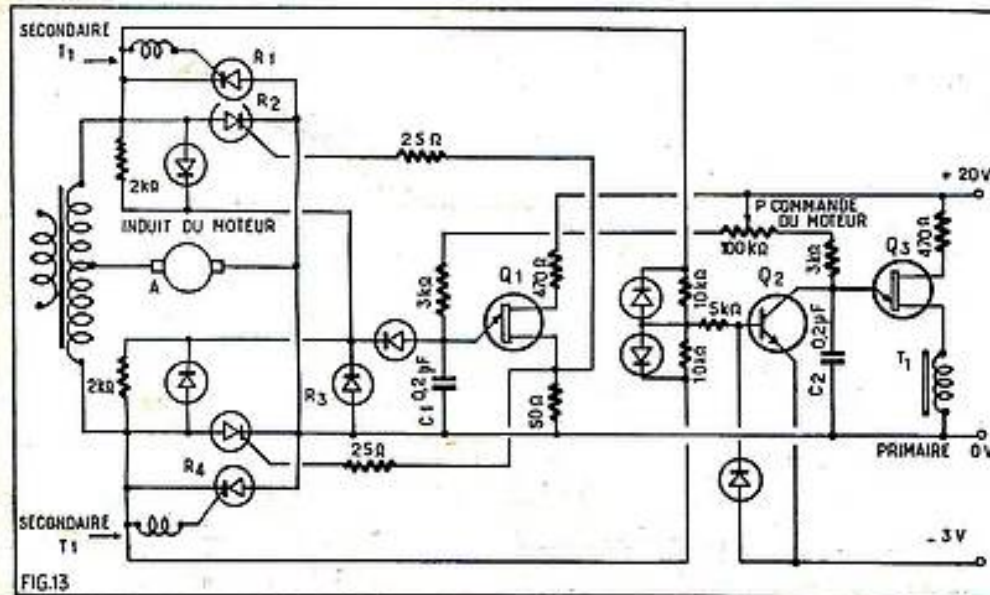 SECONDAIRE
T1
R1
R2
25Ω
2kΩ
INDUIT DU MOTEUR
A
+ 20V
P COMMANDE
DU MOTEUR
100kΩ
3kΩ
470Ω
Q1
Q2
Q3
470Ω
3kΩ
10kΩ
5kΩ
10kΩ
0,2µF
C2
T1
2kΩ
R3
0,2µF
C1
50Ω
25Ω
R4
PRIMAIRE
0V
SECONDAIRE
T1
_ 3V
FIG.13